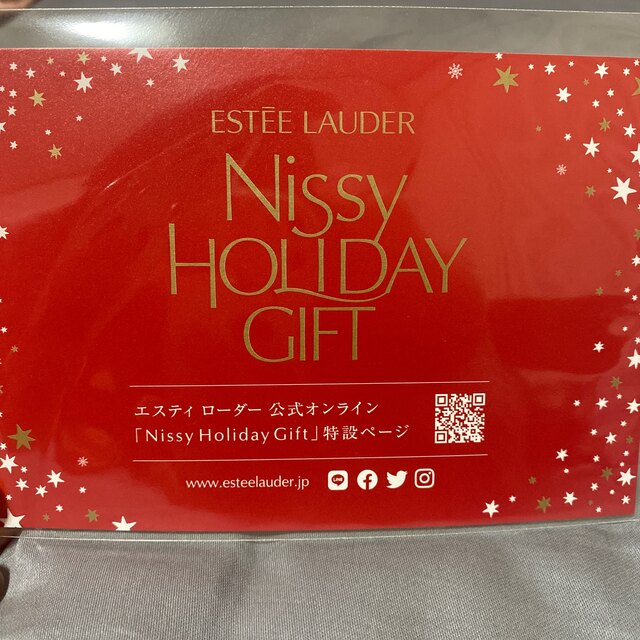 ESTĒE LAUDER
Nissy
HOLIDAY
GIFT
エスティ ローダー 公式オンライン
「Nissy Holiday Gift」特設ページ
www.esteelauder.jp
LINE